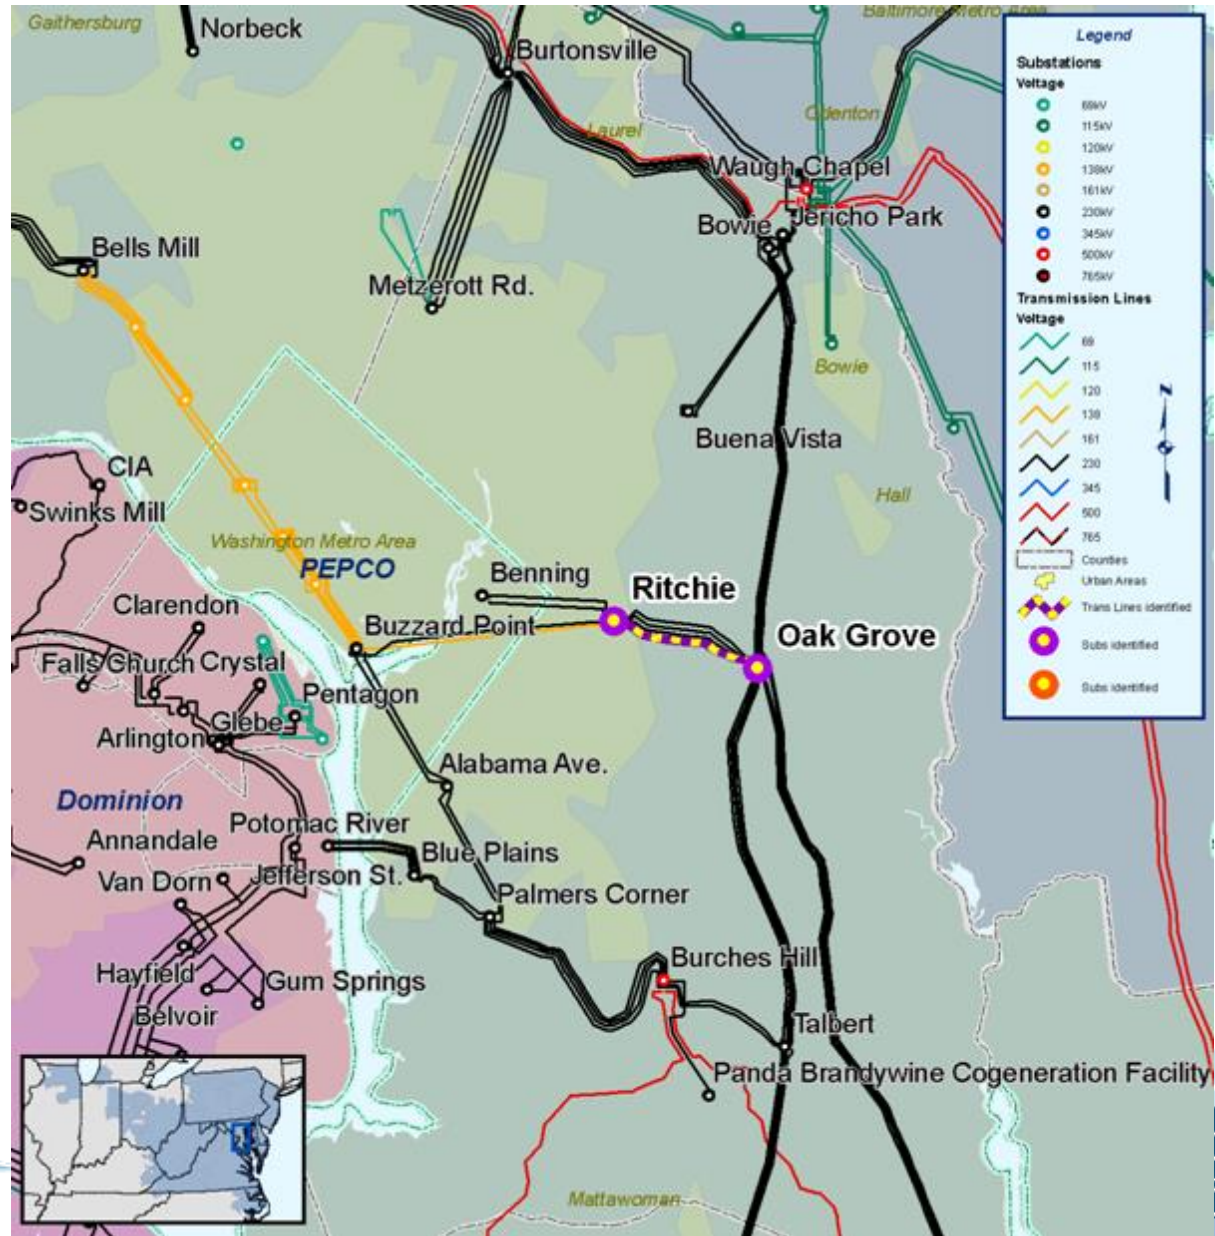 Gaithersburg
Norbeck
Burtonsville
Baltimore Metro Area
Laurel
Odenton
Waugh Chapel
Bowie
Jericho Park
Bells Mill
Metzerott Rd.
Bowie
Buena Vista
CIA
Swinks Mill
Hall
Washington Metro Area
PEPCO
Benning
Ritchie
Clarendon
Buzzard Point
Oak Grove
Falls Church
Crystal
Pentagon
Glebe
Arlington
Alabama Ave.
Dominion
Potomac River
Annandale
Blue Plains
Van Dorn
Jefferson St.
Palmers Corner
Burches Hill
Hayfield
Gum Springs
Belvoir
Talbert
Panda Brandywine Cogeneration Facility
Mattawoman
Legend
Substations
Voltage
69kV
115kV
120kV
138kV
161kV
230kV
345kV
500kV
765kV
Transmission Lines
Voltage
69
115
120
138
161
230
345
500
765
Counties
Urban Areas
Trans Lines identified
Subs identified
Subs identified
N